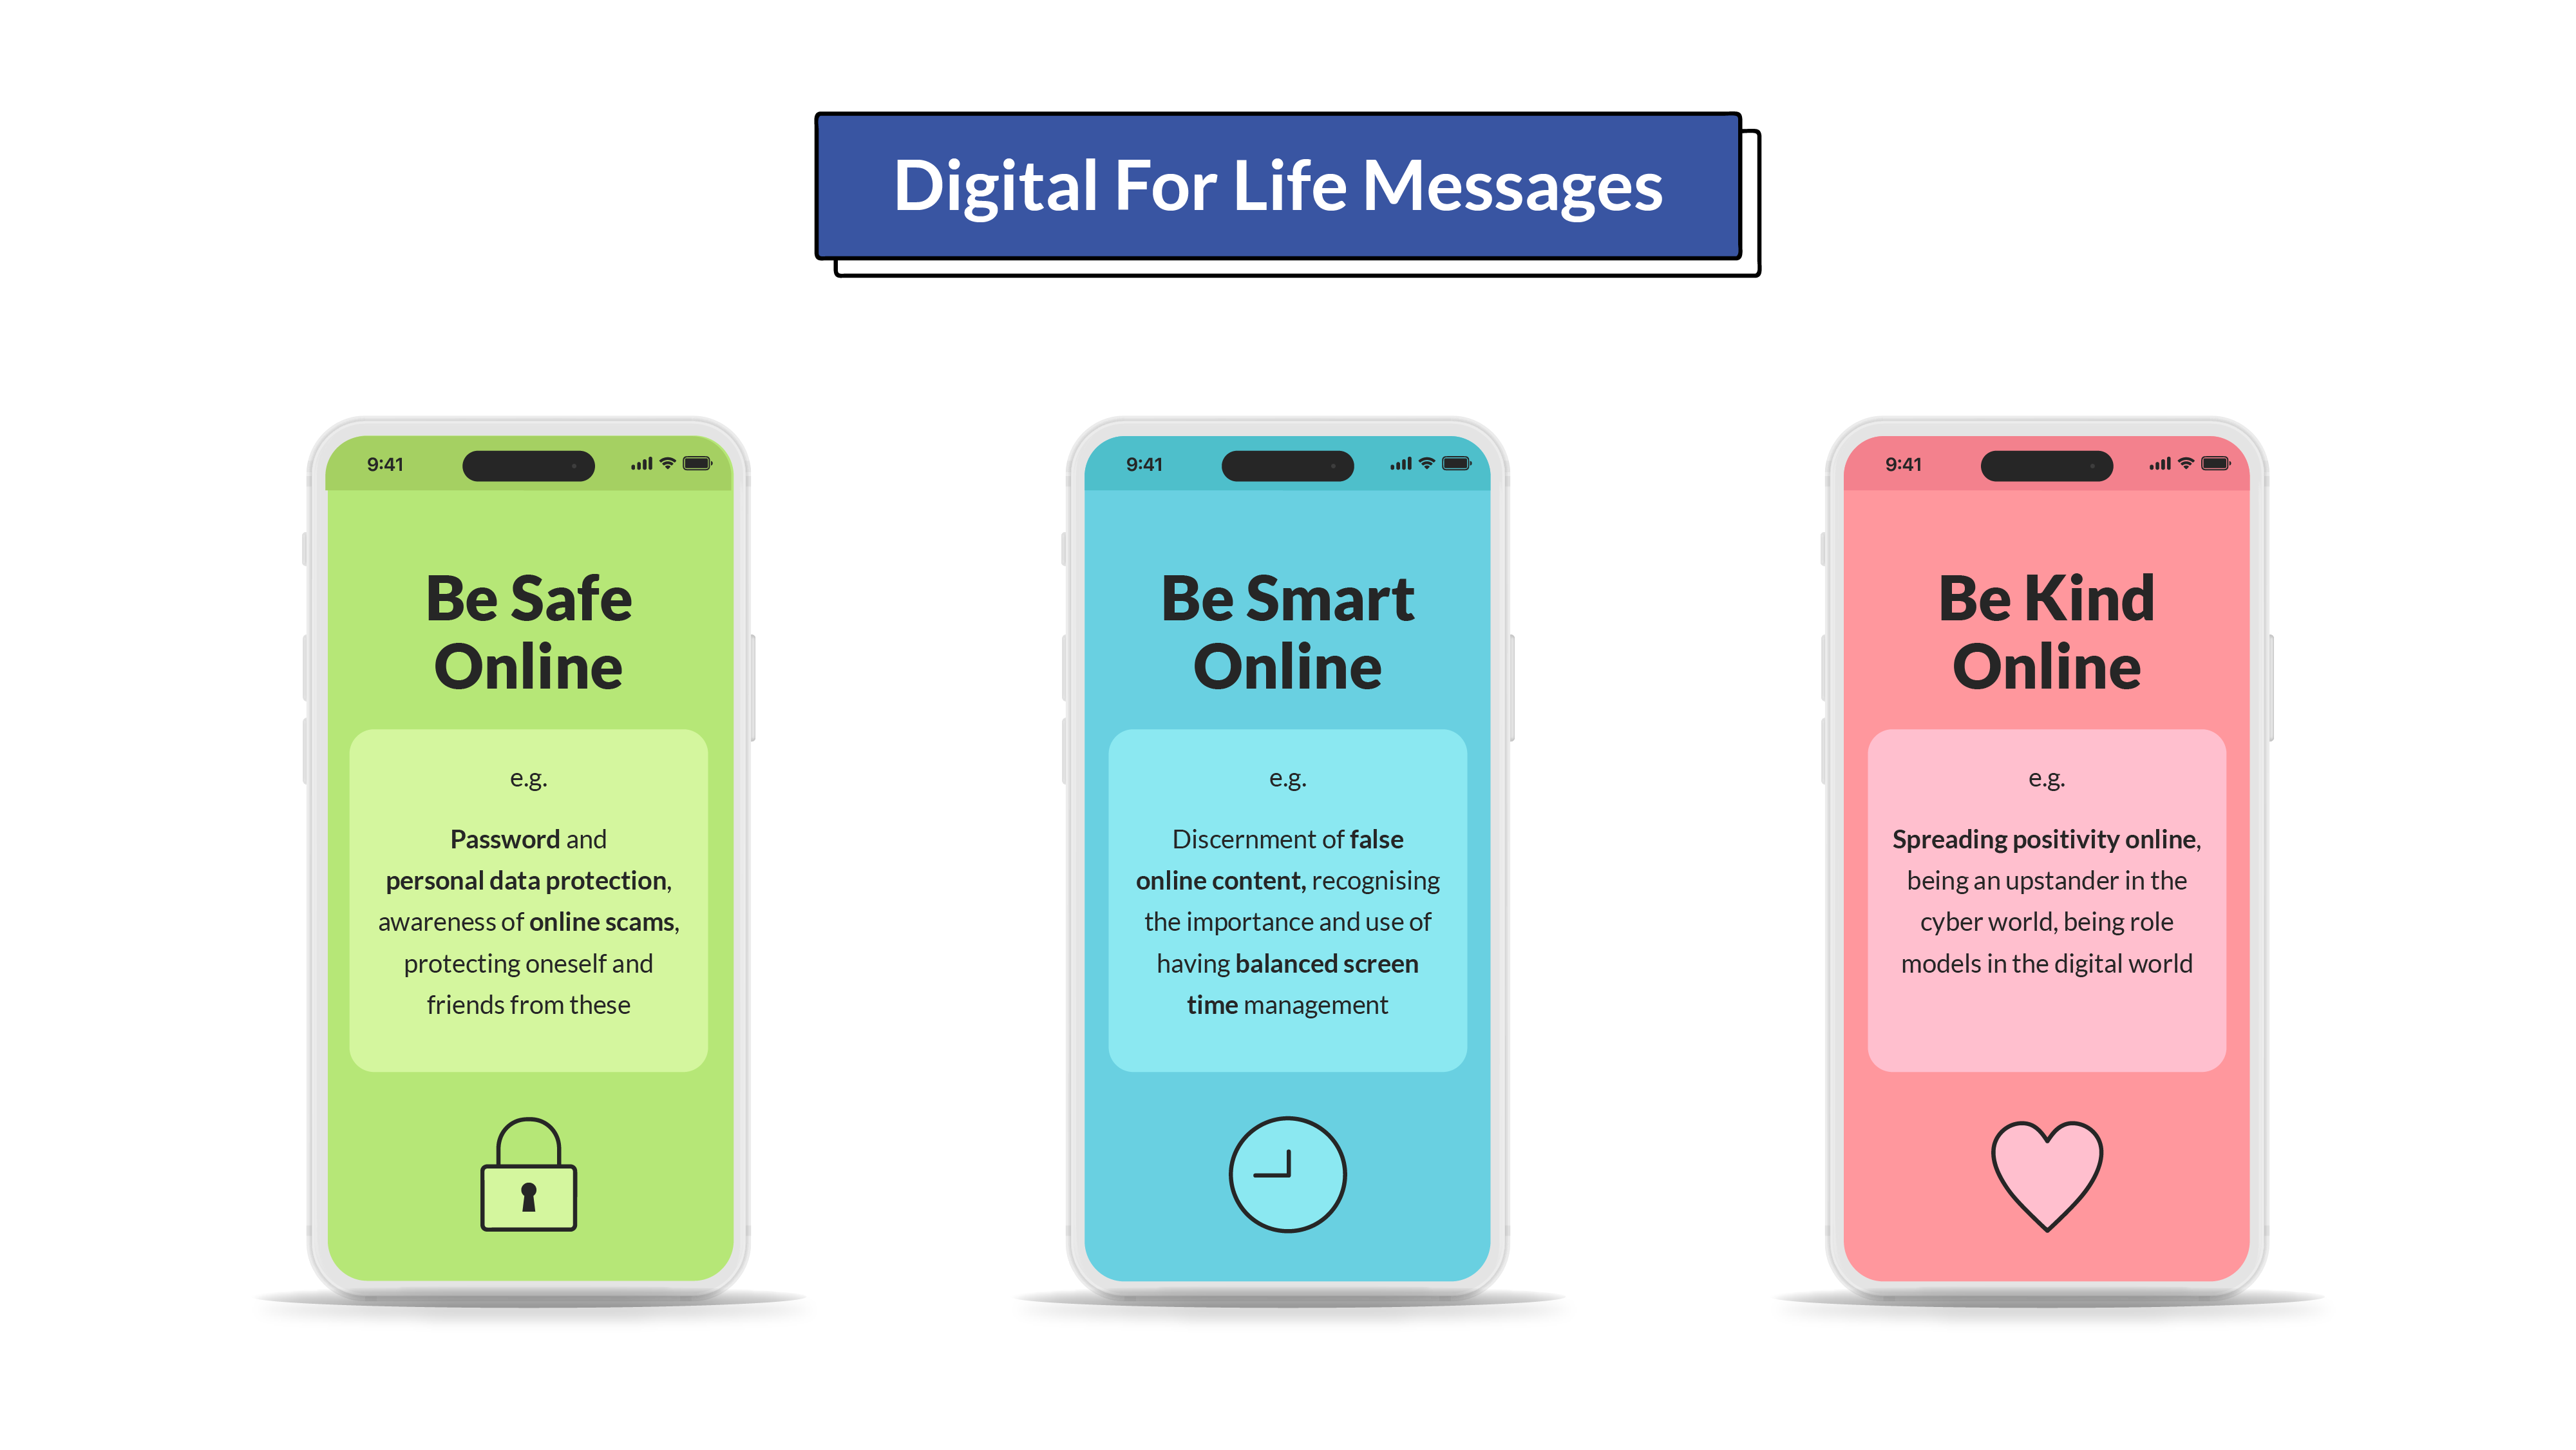 Digital For Life Messages
9:41
Be Safe
Online
e.g.
Password and
personal data protection,
awareness of online scams,
protecting oneself and
friends from these
9:41
Be Smart
Online
e.g.
Discernment of false
online content, recognising
the importance and use of
having balanced screen
time management
9:41
Be Kind
Online
e.g.
Spreading positivity online,
being an upstander in the
cyber world, being role
models in the digital world